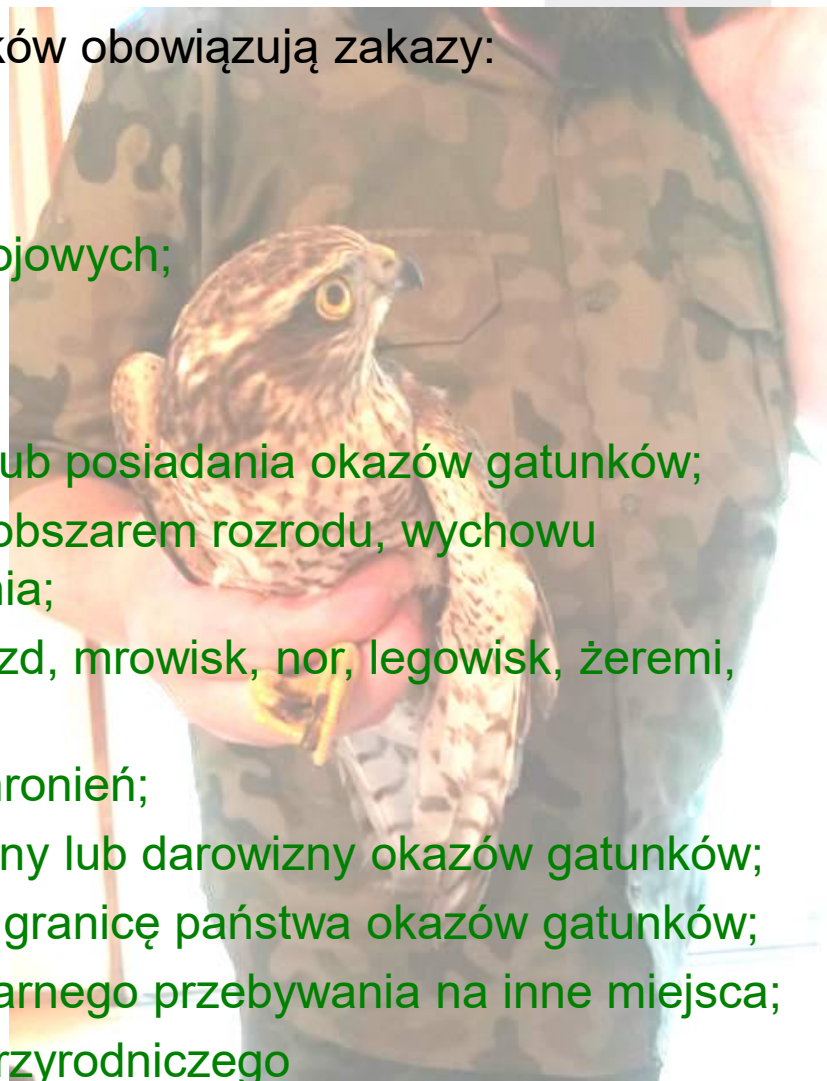 ków obowiązują zakazy:
ojowych;
ub posiadania okazów gatunków;
obszarem rozrodu, wychowu
nia;
zd, mrowisk, nor, legowisk, żeremi,
hronień;
ny lub darowizny okazów gatunków;
granicę państwa okazów gatunków;
arnego przebywania na inne miejsca;
rzyrodniczego